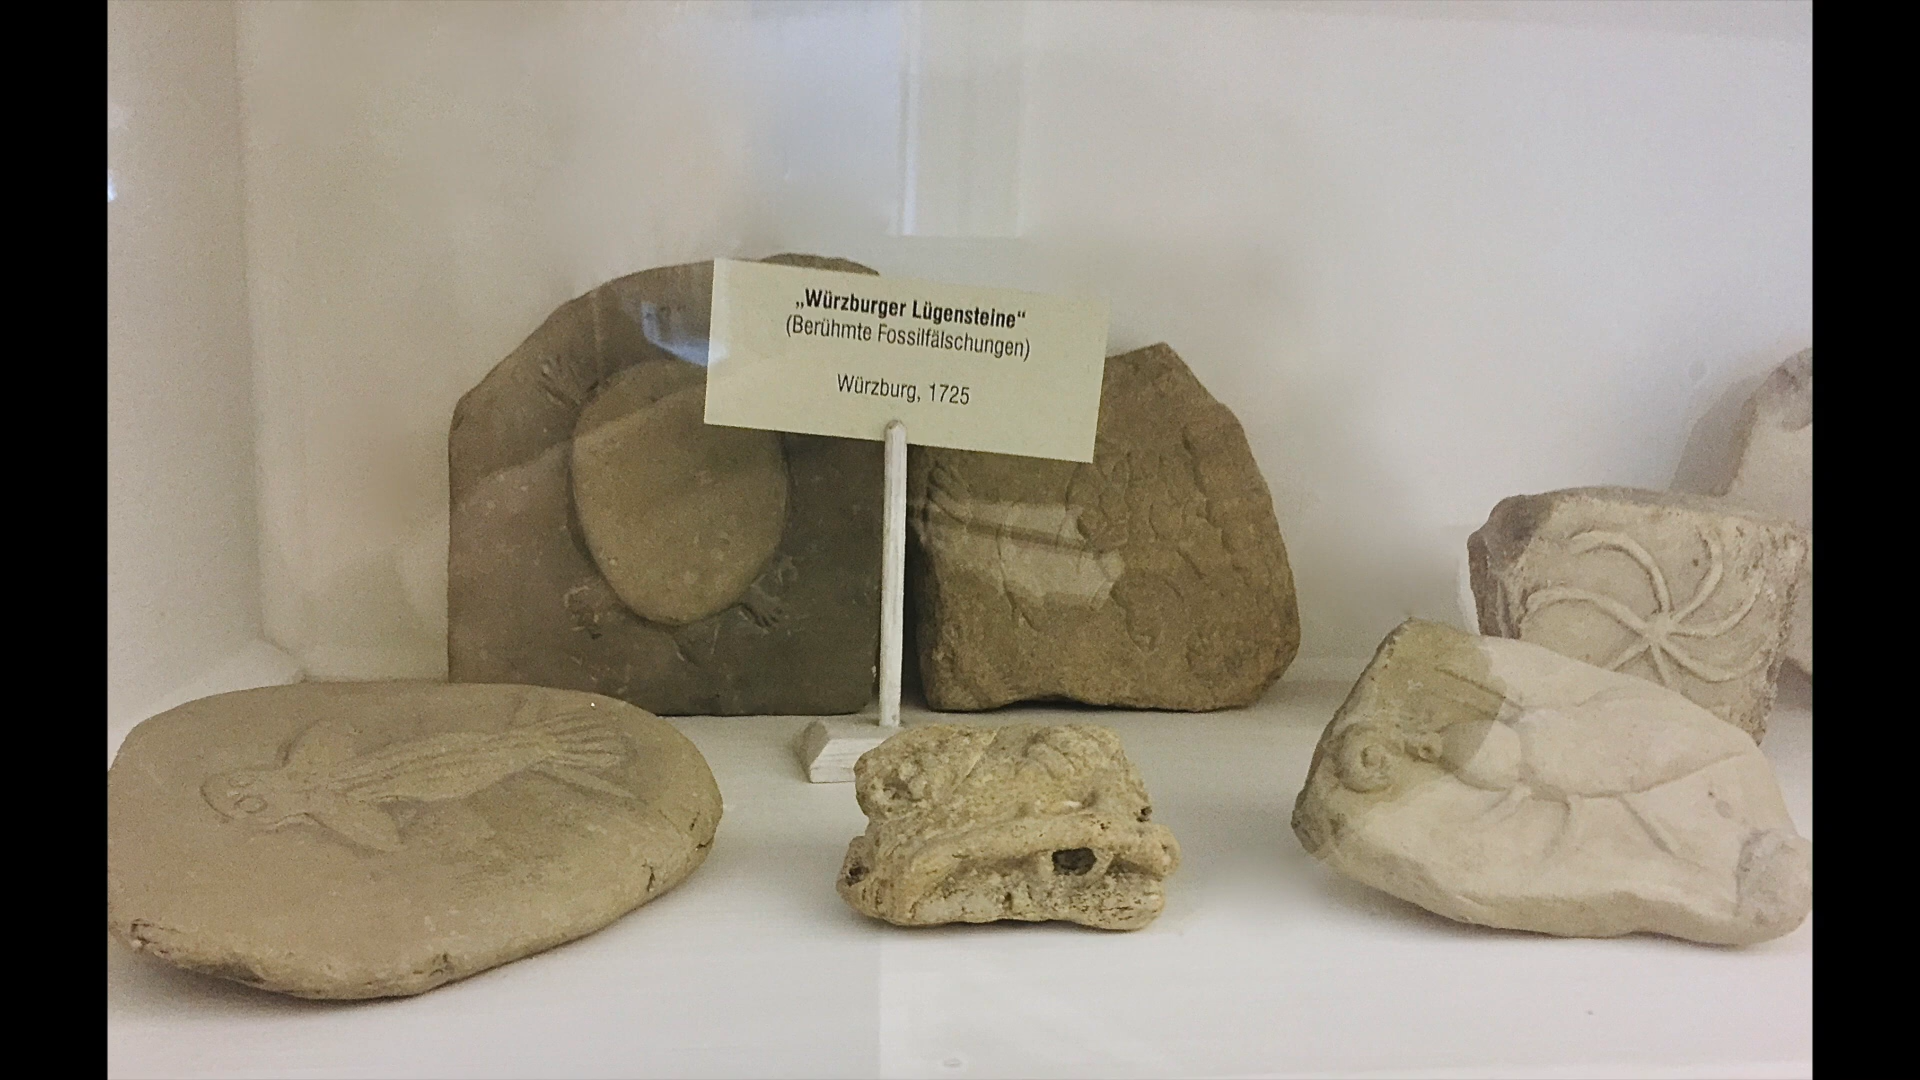 „Würzburger Lügensteine“
(Berühmte Fossilfälschungen)
Würzburg, 1725